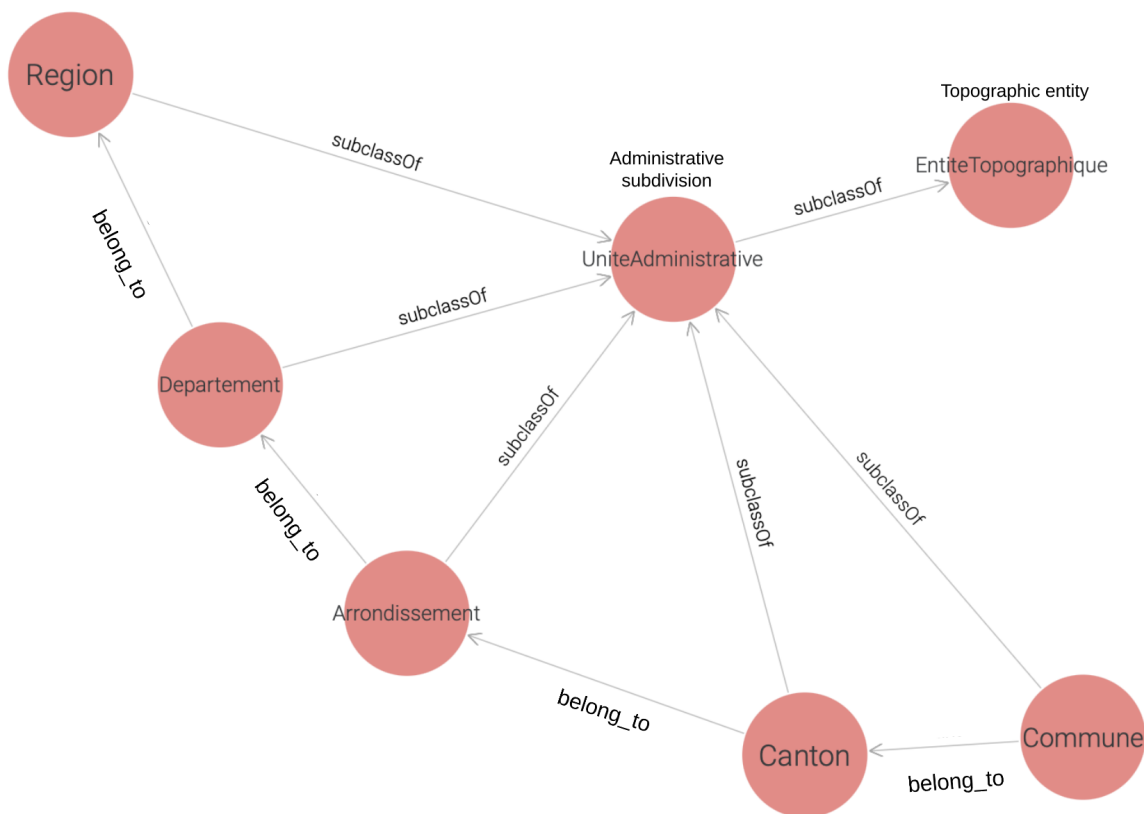 Region
Topographic entity
subclassOf
Administrative
subdivision
EntiteTopographique
subclassOf
belong_to
UniteAdministrative
subclassOf
Departement
subclassOf
subclassOf
subclassOf
belong_to
Arrondissement
belong_to
Canton
Commune
belong_to